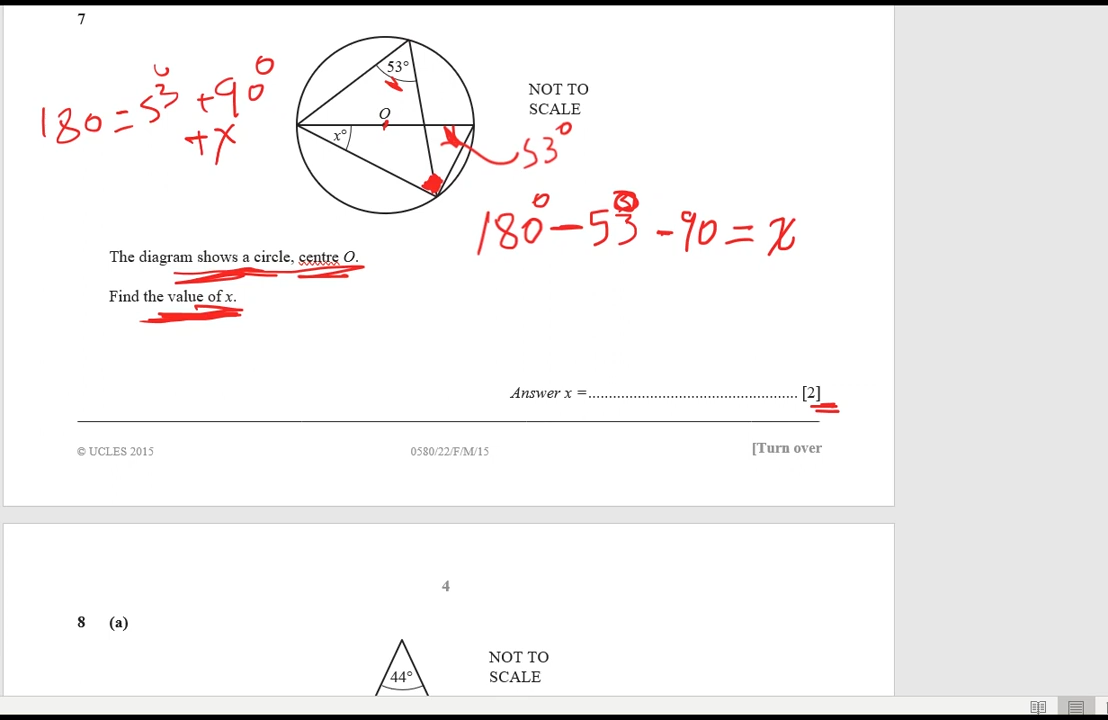 7
180 = 53° + 90°
+ x
53°
O
x°
NOT TO
SCALE
53°
180° - 53 - 90 = x
The diagram shows a circle, centre O.
Find the value of x.
Answer x = .................................................... [2]
© UCLES 2015
0580/22/F/M/15
[Turn over
4
8 (a)
NOT TO
SCALE
44°